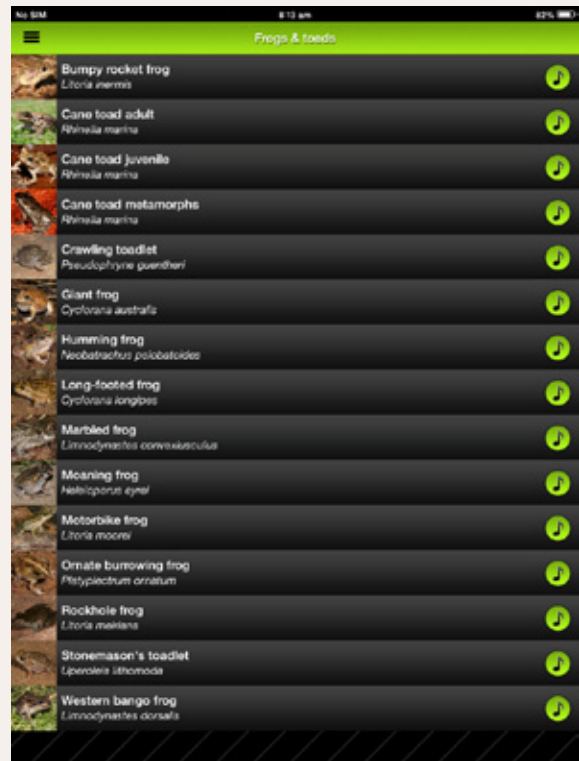 No SIM
8:13 am
82%
Frogs & toads
Bumpy rocket frog
Litoria inermis
Cane toad adult
Rhinella marina
Cane toad juvenile
Rhinella marina
Cane toad metamorphs
Rhinella marina
Crawling toadlet
Pseudophryne guentheri
Giant frog
Cyclorana australis
Humming frog
Neobatrachus pelobatoides
Long-footed frog
Cyclorana longipes
Marbled frog
Limnodynastes convexiusculus
Moaning frog
Heleioporus eyrei
Motorbike frog
Litoria moorei
Ornate burrowing frog
Platyplectrum ornatum
Rockhole frog
Litoria meiriana
Stonemason's toadlet
Uperoleia lithomoda
Western bango frog
Limnodynastes dorsalis